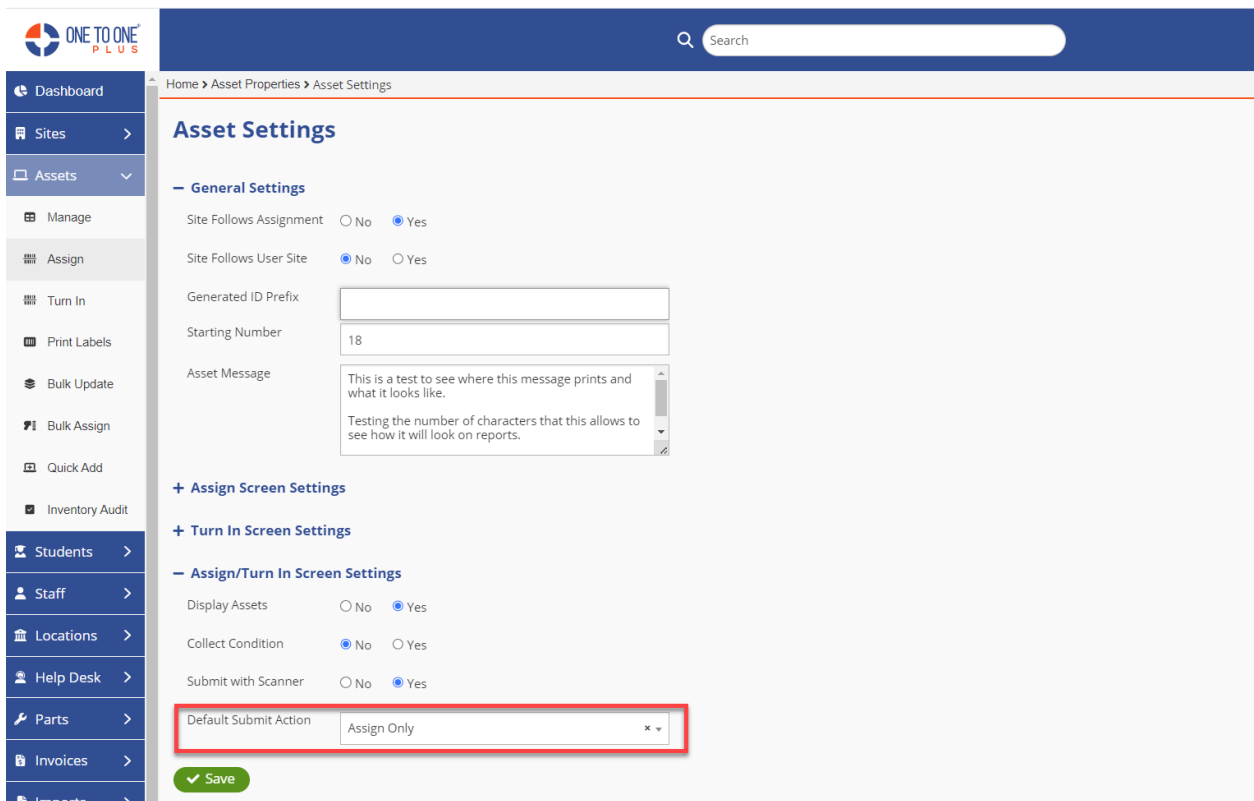 ONE TO ONE
PLUS
Search
Dashboard
Sites
Assets
Manage
Assign
Turn In
Print Labels
Bulk Update
Bulk Assign
Quick Add
Inventory Audit
Students
Staff
Locations
Help Desk
Parts
Invoices
Imports
Home > Asset Properties > Asset Settings
Asset Settings
General Settings
Site Follows Assignment No Yes
Site Follows User Site No Yes
Generated ID Prefix
Starting Number 18
Asset Message
This is a test to see where this message prints and
what it looks like.
Testing the number of characters that this allows to
see how it will look on reports.
Assign Screen Settings
Turn In Screen Settings
Assign/Turn In Screen Settings
Display Assets No Yes
Collect Condition No Yes
Submit with Scanner No Yes
Default Submit Action Assign Only
Save